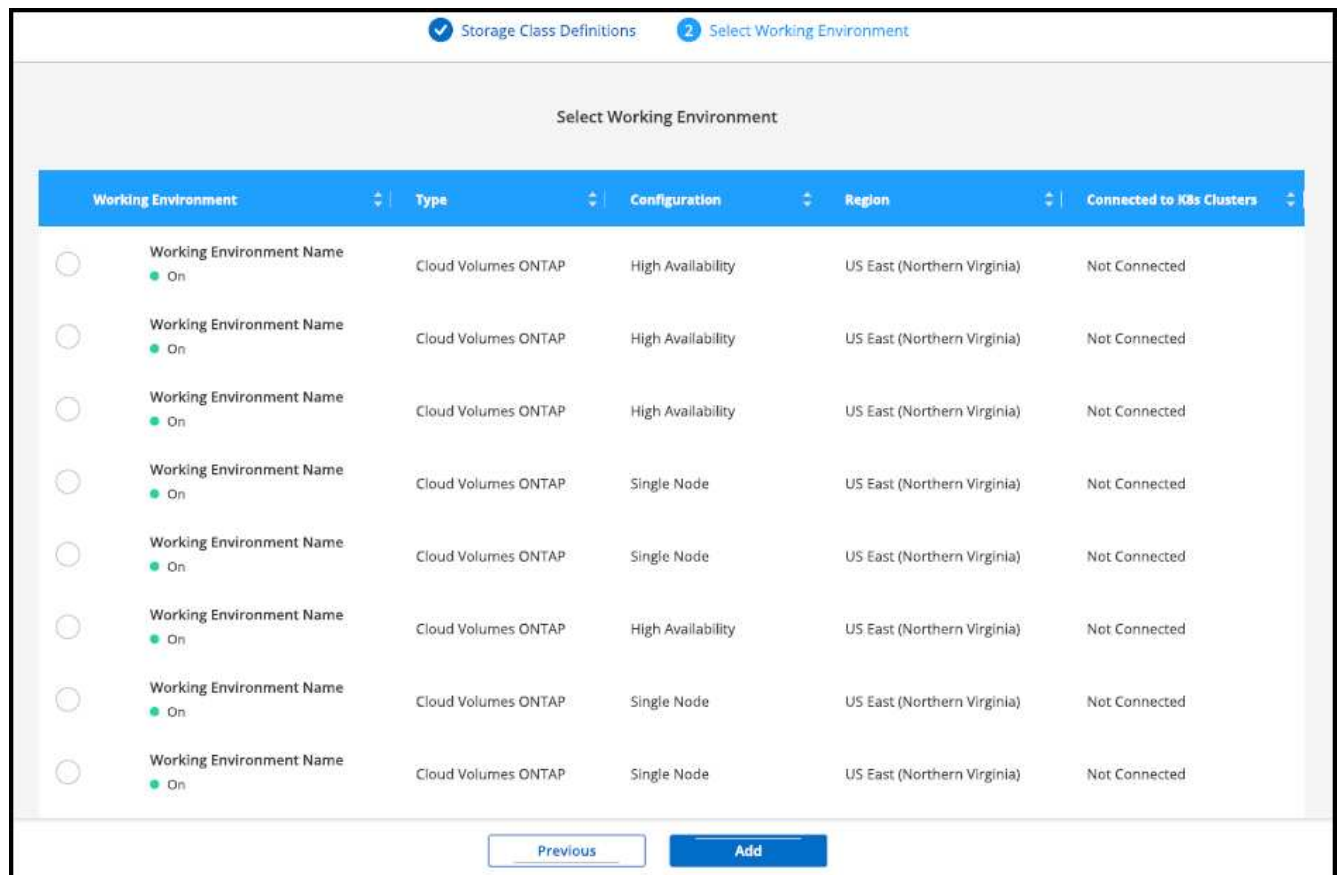 Storage Class Definitions 2 Select Working Environment
Select Working Environment
Working Environment Type Configuration Region Connected to K8s Clusters
Working Environment Name
On
Cloud Volumes ONTAP High Availability US East (Northern Virginia) Not Connected
Working Environment Name
On
Cloud Volumes ONTAP High Availability US East (Northern Virginia) Not Connected
Working Environment Name
On
Cloud Volumes ONTAP High Availability US East (Northern Virginia) Not Connected
Working Environment Name
On
Cloud Volumes ONTAP Single Node US East (Northern Virginia) Not Connected
Working Environment Name
On
Cloud Volumes ONTAP Single Node US East (Northern Virginia) Not Connected
Working Environment Name
On
Cloud Volumes ONTAP High Availability US East (Northern Virginia) Not Connected
Working Environment Name
On
Cloud Volumes ONTAP Single Node US East (Northern Virginia) Not Connected
Working Environment Name
On
Cloud Volumes ONTAP Single Node US East (Northern Virginia) Not Connected
Previous Add